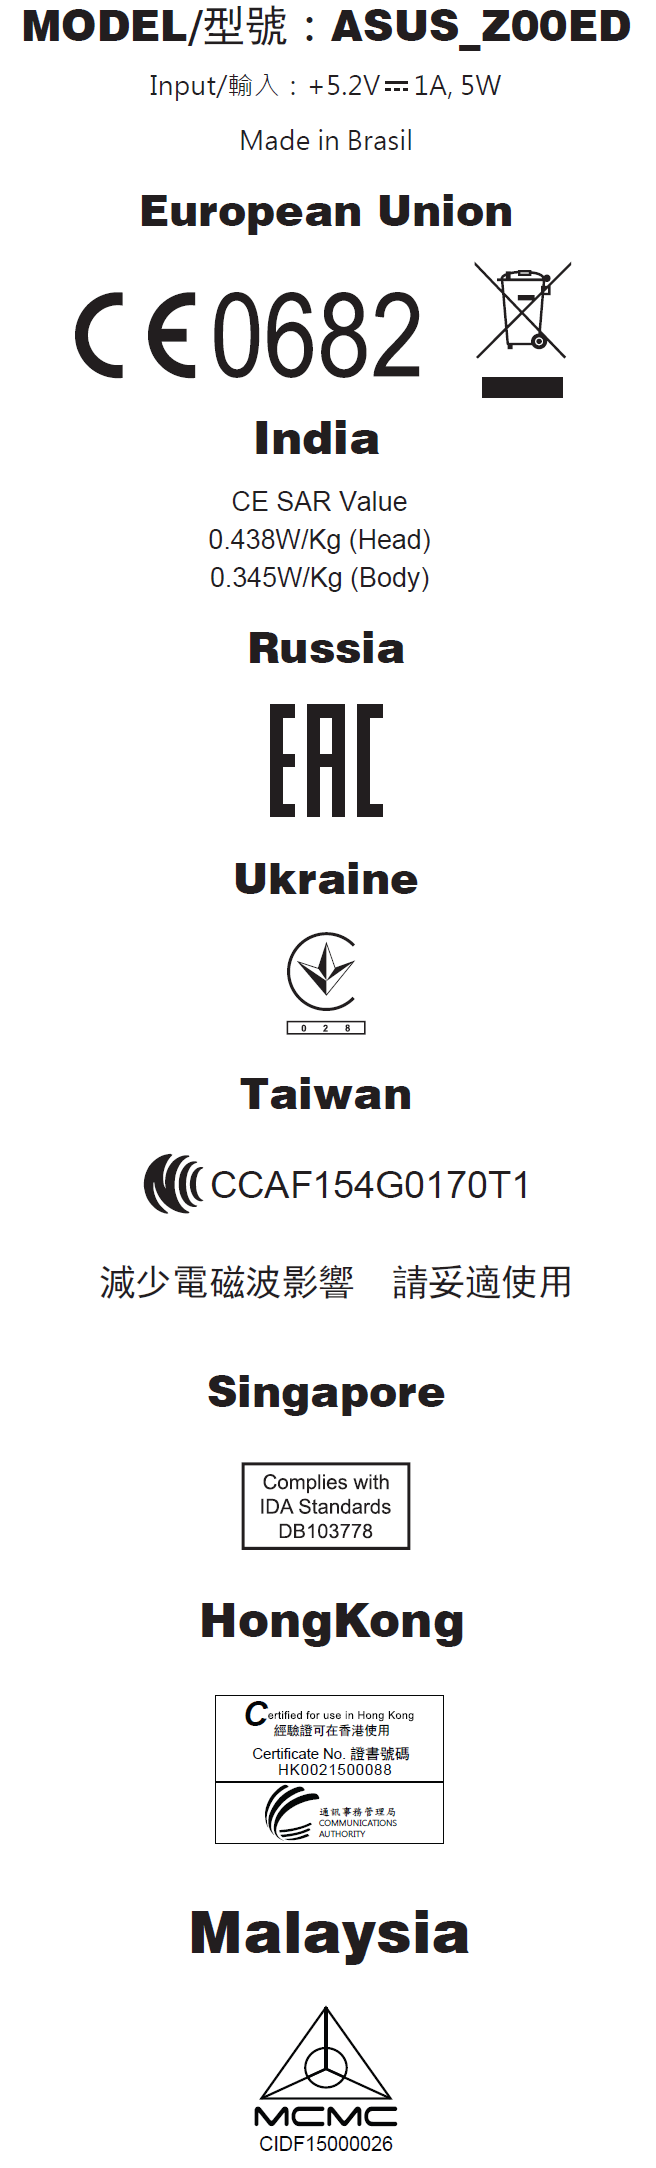 MODEL/型號：ASUS_Z00ED
Input/輸入：+5.2V⎓1A, 5W
Made in Brasil
European Union
CE0682
India
CE SAR Value
0.438W/Kg (Head)
0.345W/Kg (Body)
Russia
EAC
Ukraine
0 2 8
Taiwan
CCAF154G0170T1
減少電磁波影響　請妥適使用
Singapore
Complies with
IDA Standards
DB103778
HongKong
Certified for use in Hong Kong
經驗證可在香港使用
Certificate No. 證書號碼
HK0021500088
通訊事務管理局
COMMUNICATIONS
AUTHORITY
Malaysia
MCMC
CIDF15000026